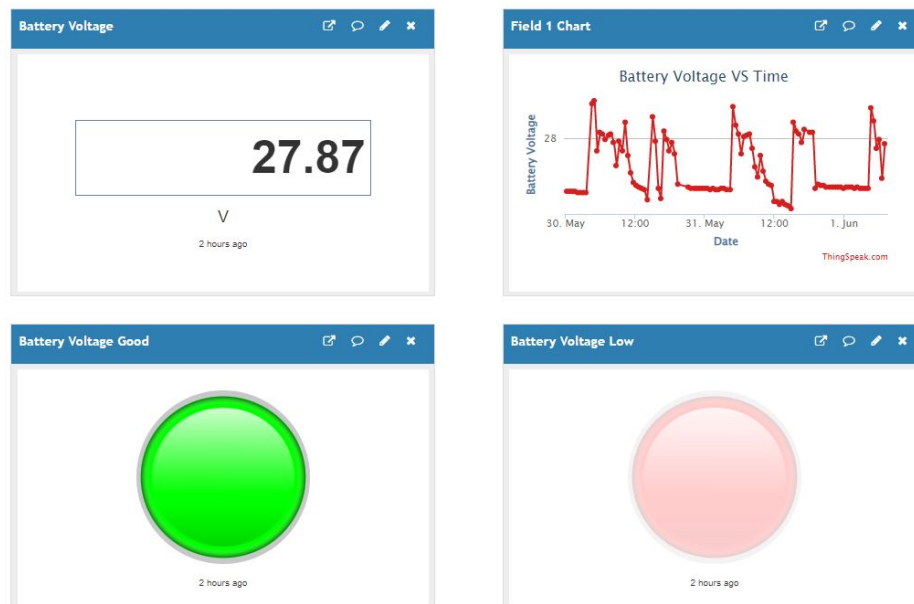 Battery Voltage
27.87
V
2 hours ago
Field 1 Chart
Battery Voltage VS Time
Battery Voltage
28
30. May
12:00
31. May
12:00
1. Jun
Date
ThingSpeak.com
Battery Voltage Good
2 hours ago
Battery Voltage Low
2 hours ago